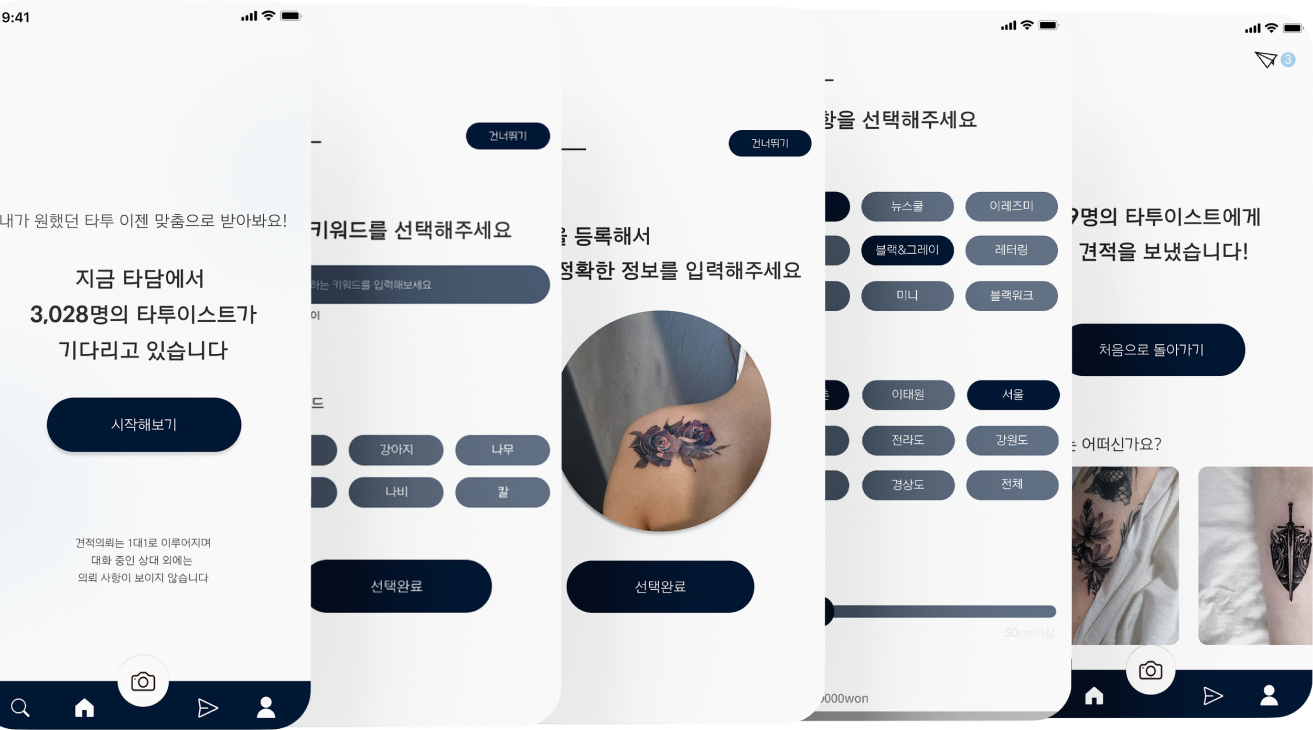 9:41
내가 원했던 타투 이젠 맞춤으로 받아봐요!
지금 타담에서
3,028명의 타투이스트가
기다리고 있습니다
시작해보기
견적의뢰는 1대1로 이루어지며
대화 중인 상대 외에는
의뢰 사항이 보이지 않습니다
건너뛰기
키워드를 선택해주세요
하는 키워드를 입력해보세요
이
드
강아지
나무
나비
칼
선택완료
건너뛰기
을 등록해서
정확한 정보를 입력해주세요
선택완료
항을 선택해주세요
뉴스쿨
이레즈미
블랙&그레이
레터링
미니
블랙워크
이태원
서울
전라도
강원도
경상도
전체
50cm이상
0000won
3
9명의 타투이스트에게
견적을 보냈습니다!
처음으로 돌아가기
는 어떠신가요?